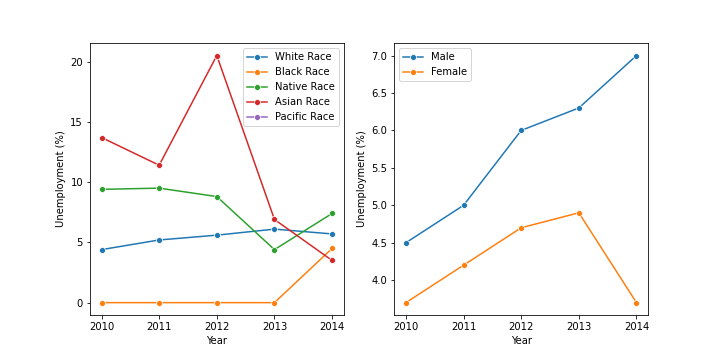 20
15
10
5
0
Unemployment (%)
2010
2011
2012
2013
2014
Year
White Race
Black Race
Native Race
Asian Race
Pacific Race
7.0
6.5
6.0
5.5
5.0
4.5
4.0
Unemployment (%)
2010
2011
2012
2013
2014
Year
Male
Female